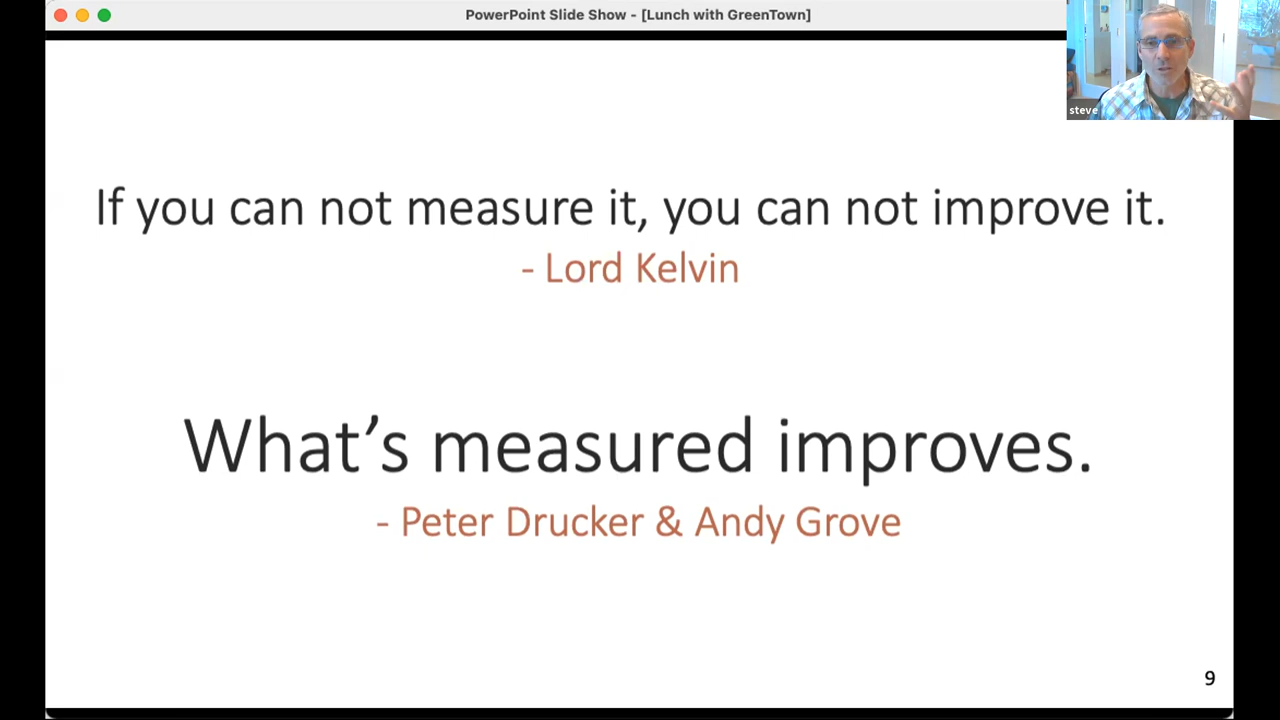 PowerPoint Slide Show - [Lunch with GreenTown]
steve
If you can not measure it, you can not improve it.
- Lord Kelvin
What’s measured improves.
- Peter Drucker & Andy Grove
9